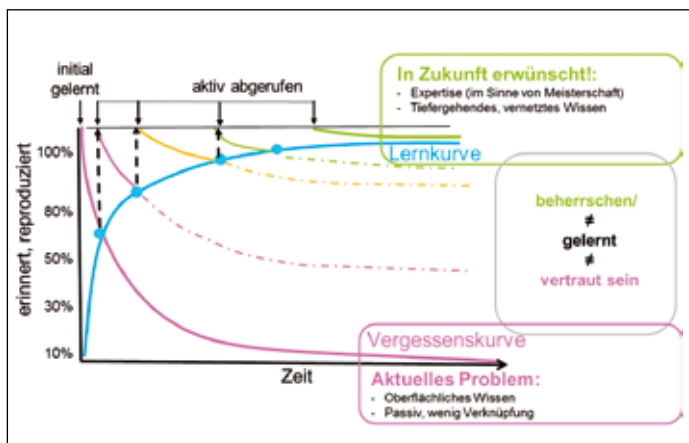 initial
gelernt
aktiv abgerufen
In Zukunft erwünscht!:
- Expertise (im Sinne von Meisterschaft)
- Tiefergehendes, vernetztes Wissen
erinnert, reproduziert
100%
80%
50%
30%
10%
Lernkurve
beherrschen/
≠
gelernt
≠
vertraut sein
Vergessenskurve
Zeit
Aktuelles Problem:
- Oberflächliches Wissen
- Passiv, wenig Verknüpfung